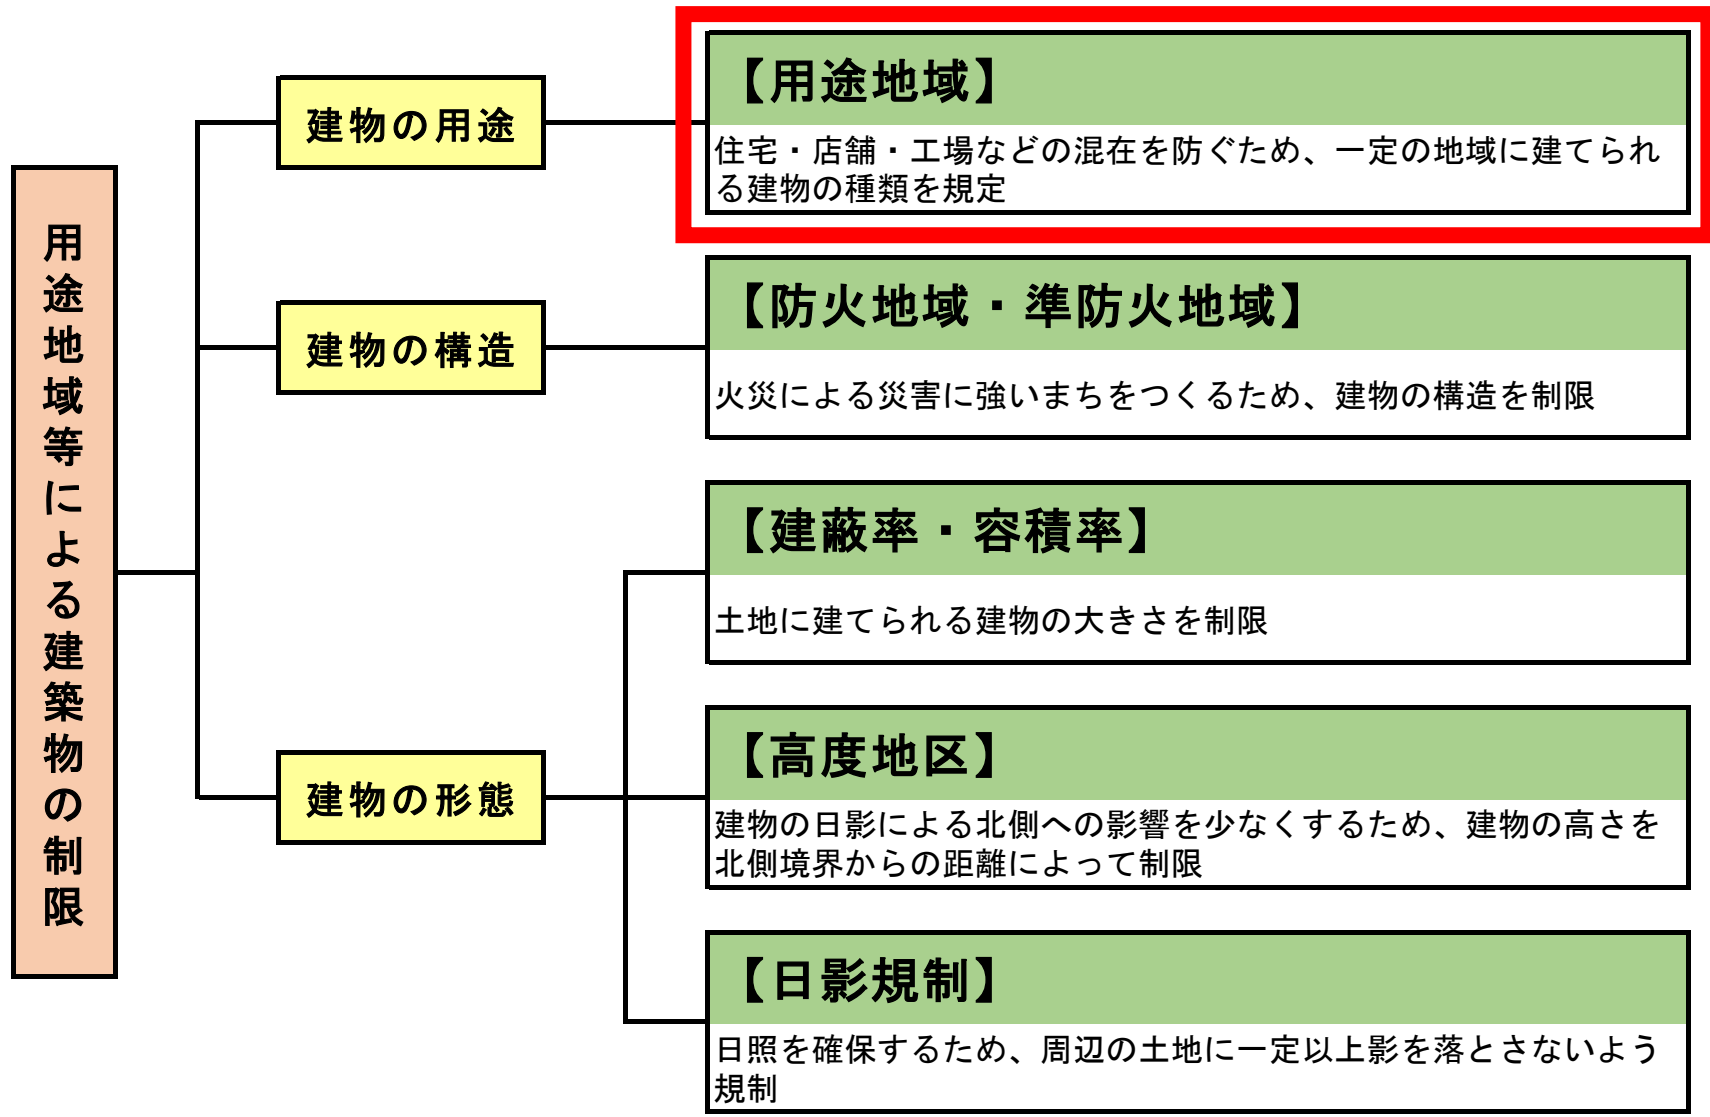 用途地域等による建築物の制限
建物の用途
【用途地域】
住宅・店舗・工場などの混在を防ぐため、一定の地域に建てられ
る建物の種類を規定
建物の構造
【防火地域・準防火地域】
火災による災害に強いまちをつくるため、建物の構造を制限
建物の形態
【建蔽率・容積率】
土地に建てられる建物の大きさを制限
【高度地区】
建物の日影による北側への影響を少なくするため、建物の高さを
北側境界からの距離によって制限
【日影規制】
日照を確保するため、周辺の土地に一定以上影を落とさないよう
規制